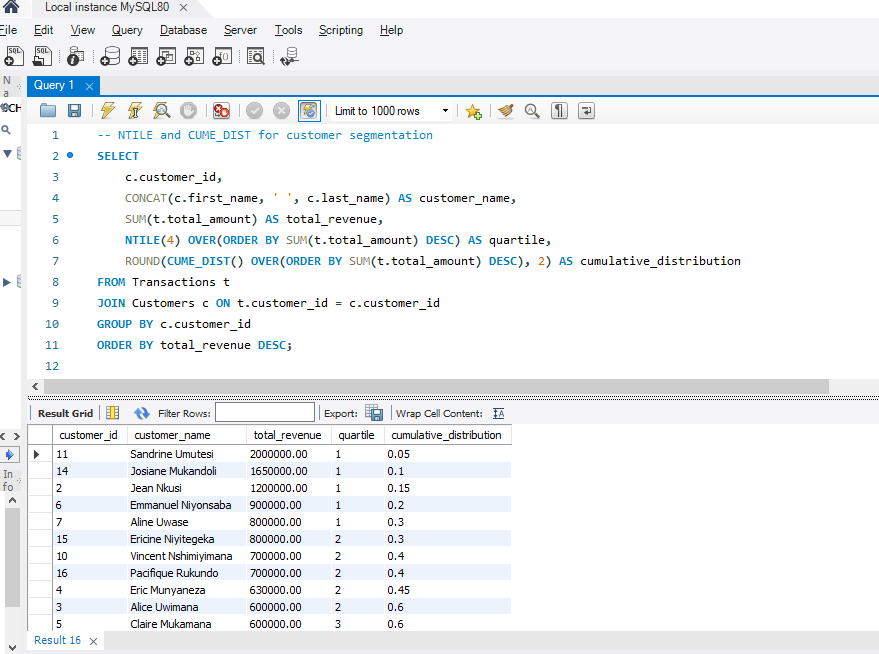 Local instance MySQL80
File Edit View Query Database Server Tools Scripting Help
Query 1
Limit to 1000 rows
1 -- NTILE and CUME_DIST for customer segmentation
2 SELECT
3 c.customer_id,
4 CONCAT(c.first_name, ' ', c.last_name) AS customer_name,
5 SUM(t.total_amount) AS total_revenue,
6 NTILE(4) OVER(ORDER BY SUM(t.total_amount) DESC) AS quartile,
7 ROUND(CUME_DIST() OVER(ORDER BY SUM(t.total_amount) DESC), 2) AS cumulative_distribution
8 FROM Transactions t
9 JOIN Customers c ON t.customer_id = c.customer_id
10 GROUP BY c.customer_id
11 ORDER BY total_revenue DESC;
12
Result Grid Filter Rows: Export: Wrap Cell Content:
customer_id customer_name total_revenue quartile cumulative_distribution
11 Sandrine Umutesi 2000000.00 1 0.05
14 Josiane Mukandoli 1650000.00 1 0.1
2 Jean Nkusi 1200000.00 1 0.15
6 Emmanuel Niyonsaba 900000.00 1 0.2
7 Aline Uwase 800000.00 1 0.3
15 Ericine Niyitegeka 800000.00 2 0.3
10 Vincent Nshimiyimana 700000.00 2 0.4
16 Pacifique Rukundo 700000.00 2 0.4
4 Eric Munyaneza 630000.00 2 0.45
3 Alice Uwimana 600000.00 2 0.6
5 Claire Mukamana 600000.00 3 0.6
Result 16